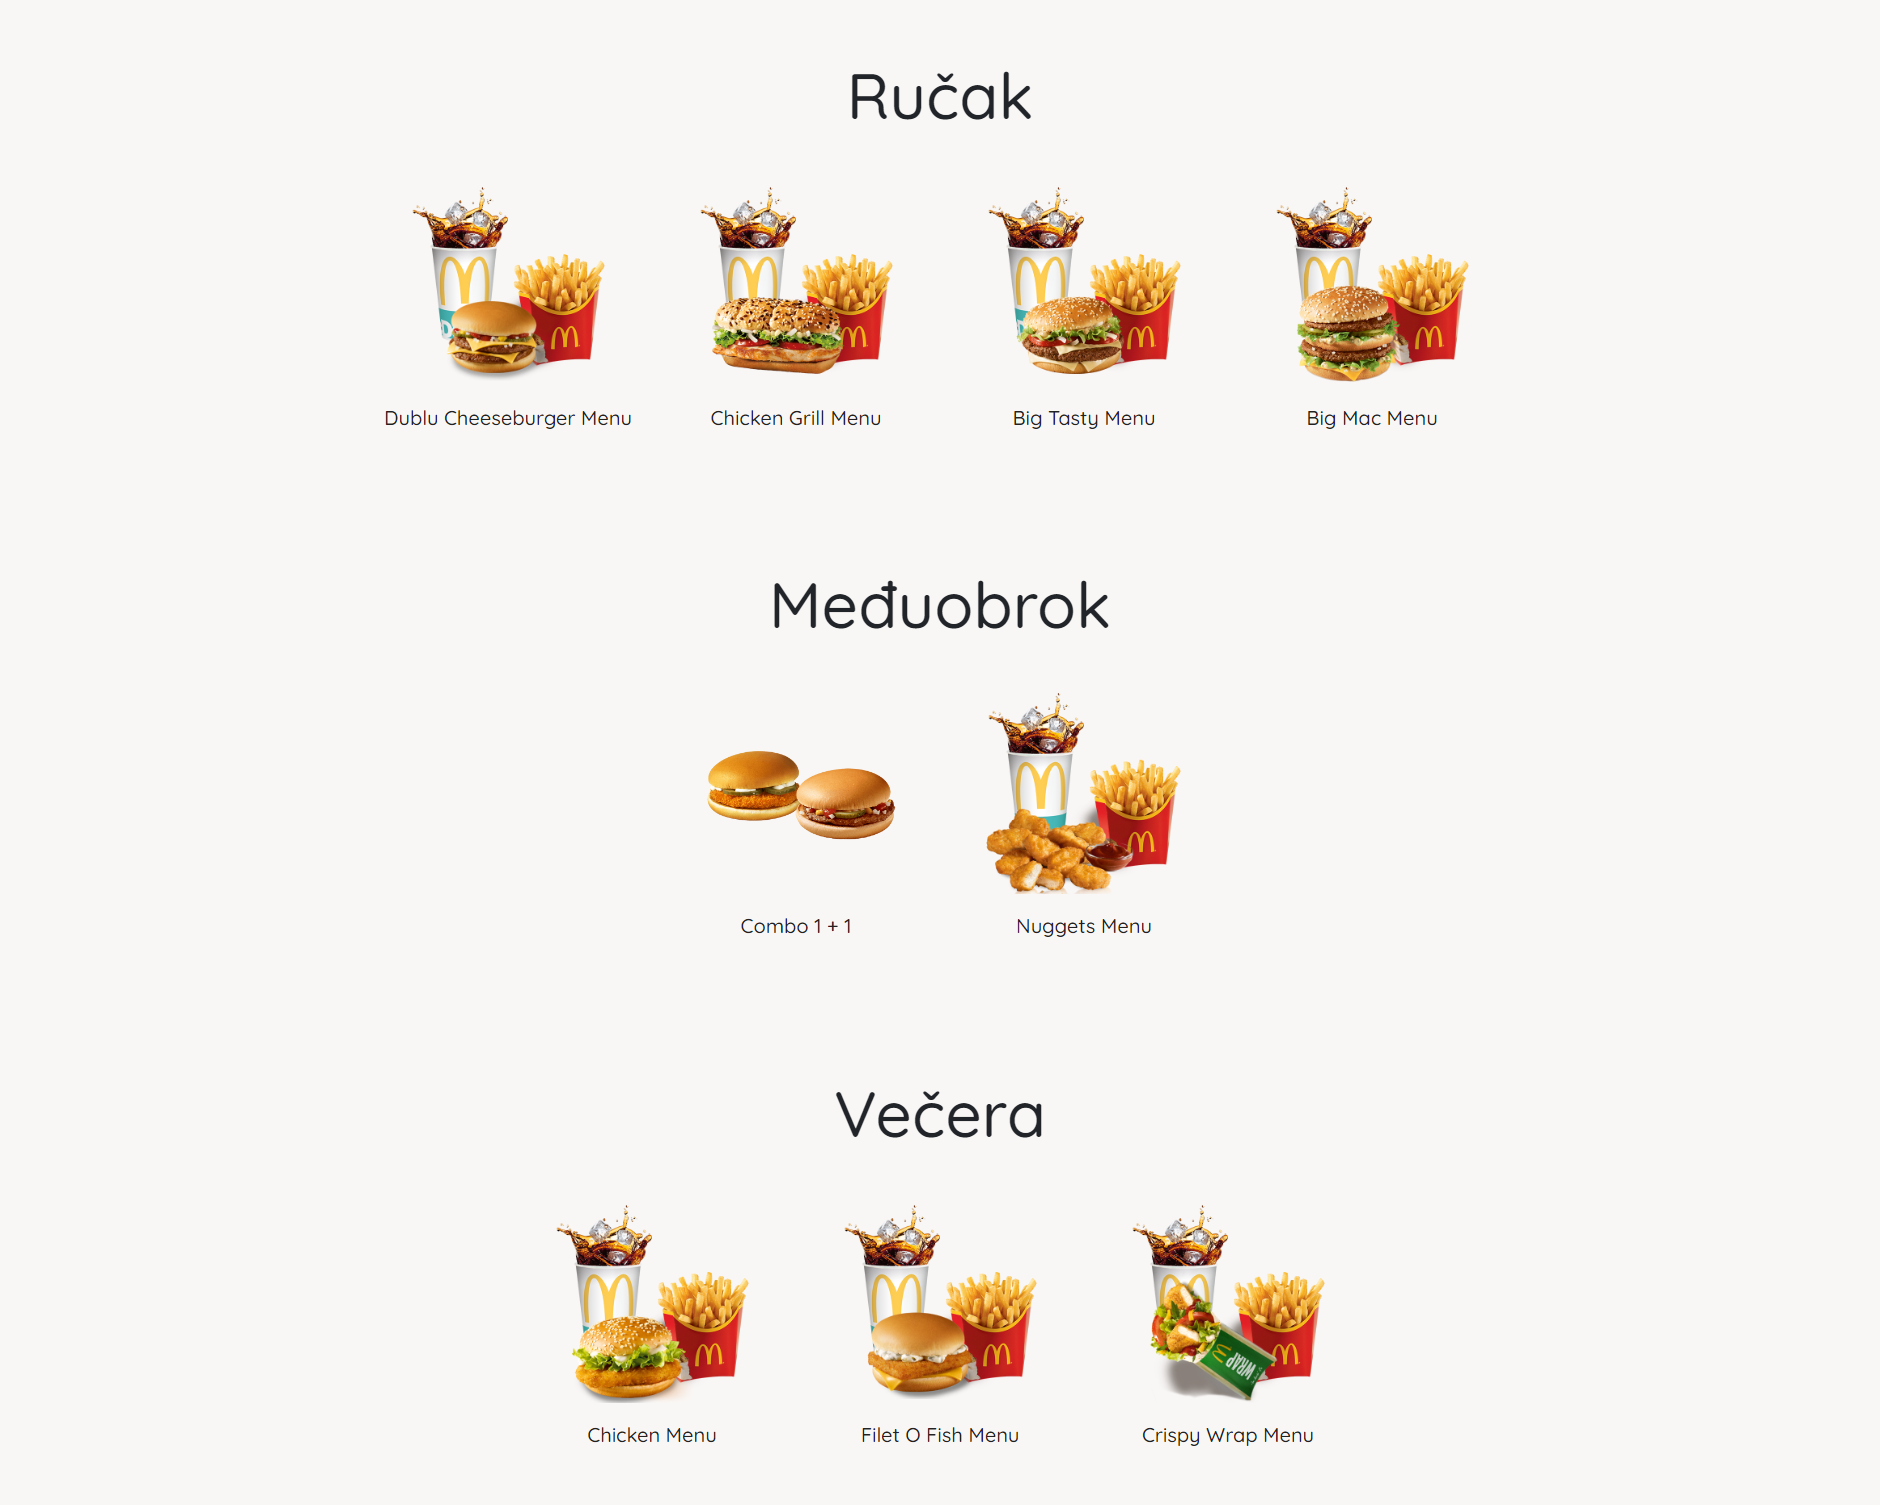 Ručak
Dublu Cheeseburger Menu
Chicken Grill Menu
Big Tasty Menu
Big Mac Menu
Međuobrok
Combo 1 + 1
Nuggets Menu
Večera
WRAP
Chicken Menu
Filet O Fish Menu
Crispy Wrap Menu